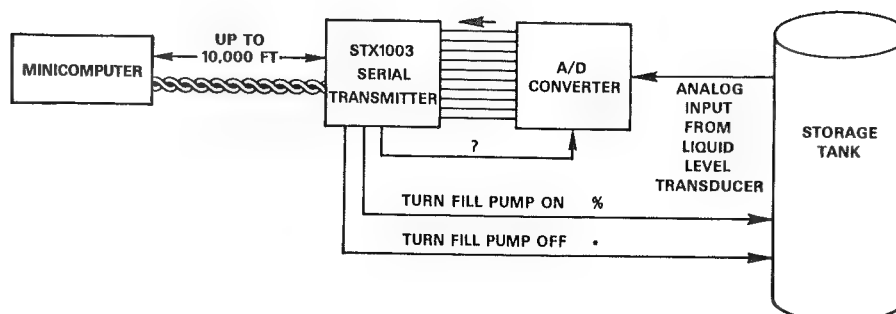 MINICOMPUTER
UP TO
10,000 FT
STX1003
SERIAL
TRANSMITTER
A/D
CONVERTER
ANALOG
INPUT
FROM
LIQUID
LEVEL
TRANSDUCER
STORAGE
TANK
?
TURN FILL PUMP ON %
TURN FILL PUMP OFF *